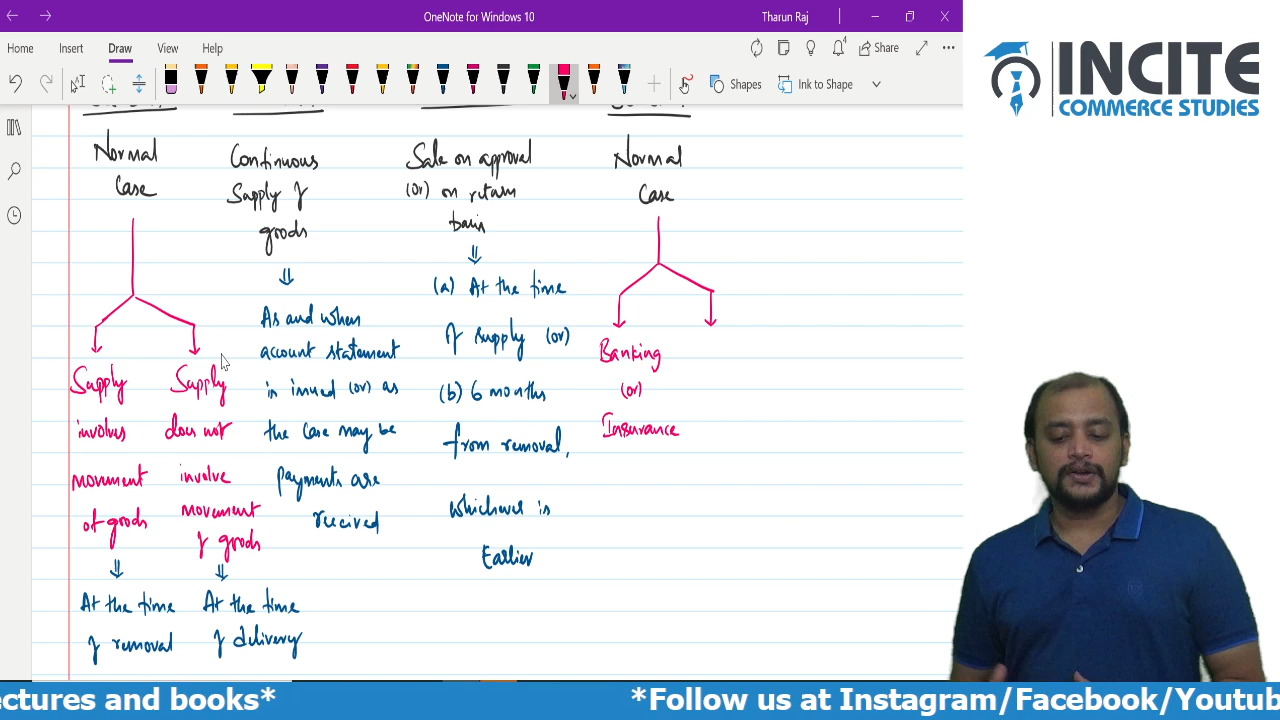 OneNote for Windows 10
Tharun Raj
Home Insert Draw View Help
Share
Shapes
Ink to Shape
INCITE
COMMERCE STUDIES
Normal
Case
Supply
involves
movement
of goods
At the time
of removal
Supply
does not
involve
movement
of goods
At the time
of delivery
Continuous
Supply of
goods
As and when
account statement
is issued (or) as
the case may be
payments are
received
Sale on approval
(or) on return
basis
(a) At the time
of supply (or)
(b) 6 months
from removal,
whichever is
Earlier
Normal
Case
Banking
(or)
Insurance
ectures and books* *Follow us at Instagram/Facebook/Youtub